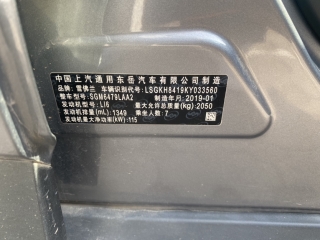 中国上汽通用东岳汽车有限公司制造
品牌:雪佛兰 车辆识别代号:LSGKH8419KY033560
整车型号:SGM6479LAA2 制造年月:2019-01
发动机型号:LI6 最大允许总质量(kg):2050
发动机排量(mL):1349 乘坐人数:7
发动机最大净功率(kW):115